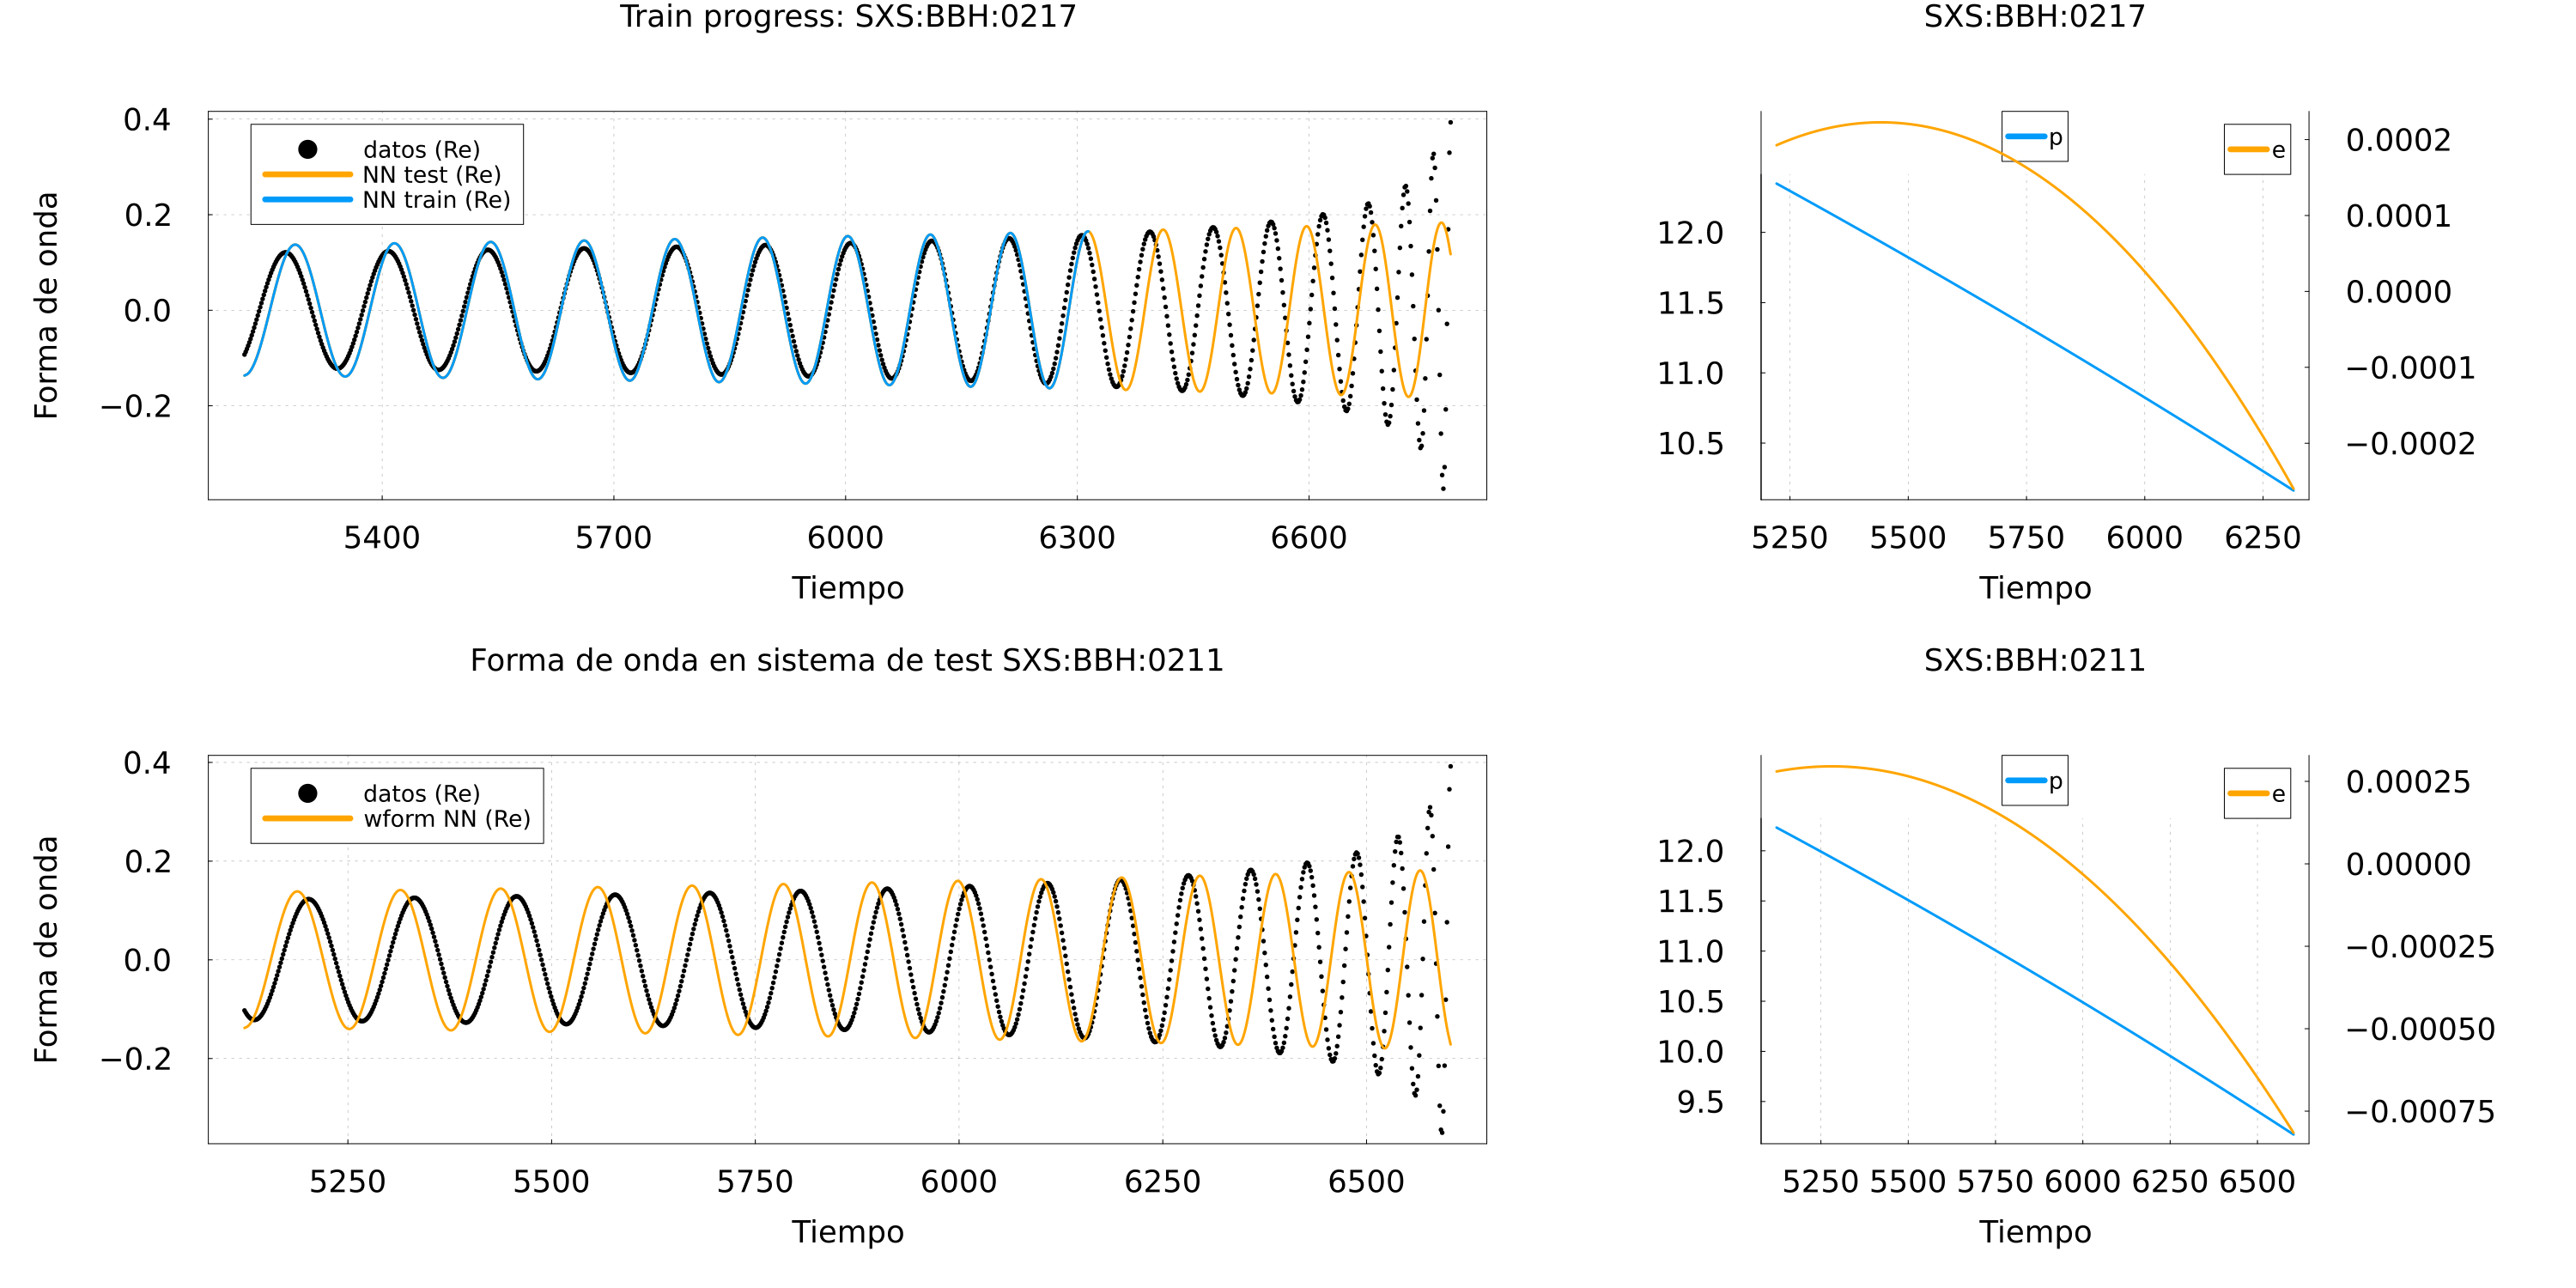 Train progress: SXS:BBH:0217
Forma de onda
0.4
0.2
0.0
−0.2
datos (Re)
NN test (Re)
NN train (Re)
5400 5700 6000 6300 6600
Tiempo
SXS:BBH:0217
12.0
11.5
11.0
10.5
p
e
0.0002
0.0001
0.0000
−0.0001
−0.0002
5250 5500 5750 6000 6250
Tiempo
Forma de onda en sistema de test SXS:BBH:0211
Forma de onda
0.4
0.2
0.0
−0.2
datos (Re)
wform NN (Re)
5250 5500 5750 6000 6250 6500
Tiempo
SXS:BBH:0211
12.0
11.5
11.0
10.5
10.0
9.5
p
e
0.00025
0.00000
−0.00025
−0.00050
−0.00075
5250 5500 5750 6000 6250 6500
Tiempo